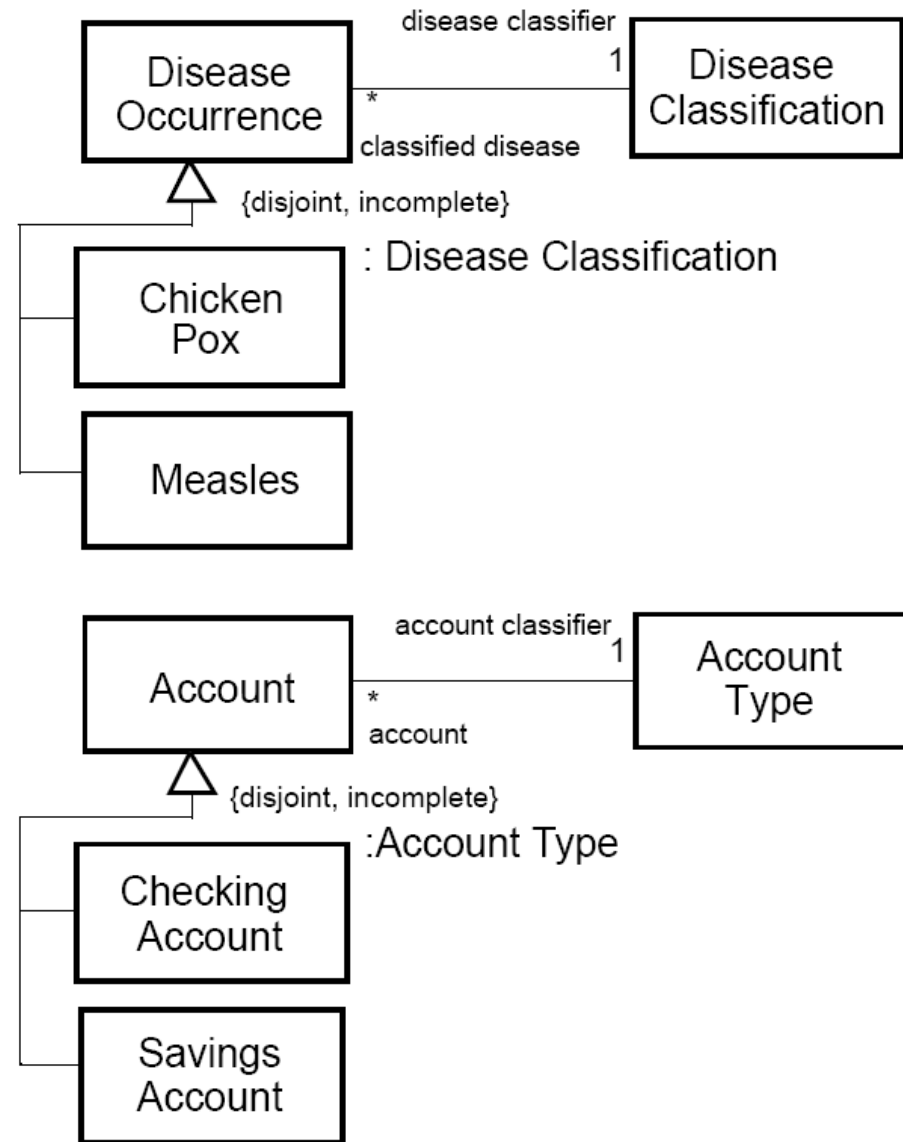 disease classifier
Disease
Occurrence
1
Disease
Classification
*
classified disease
{disjoint, incomplete}
: Disease Classification
Chicken
Pox
Measles
account classifier
Account
1
Account
Type
*
account
{disjoint, incomplete}
:Account Type
Checking
Account
Savings
Account